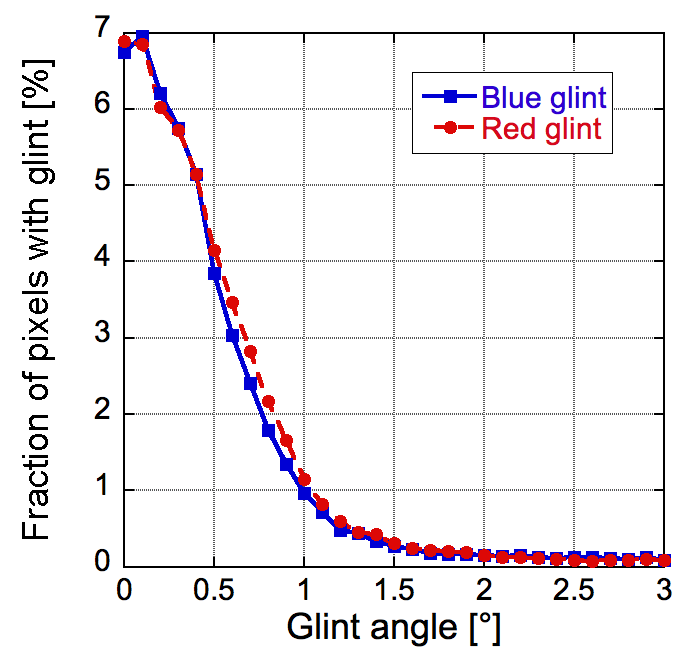 Fraction of pixels with glint [%]
7
6
5
4
3
2
1
0
Blue glint
Red glint
0 0.5 1 1.5 2 2.5 3
Glint angle [°]